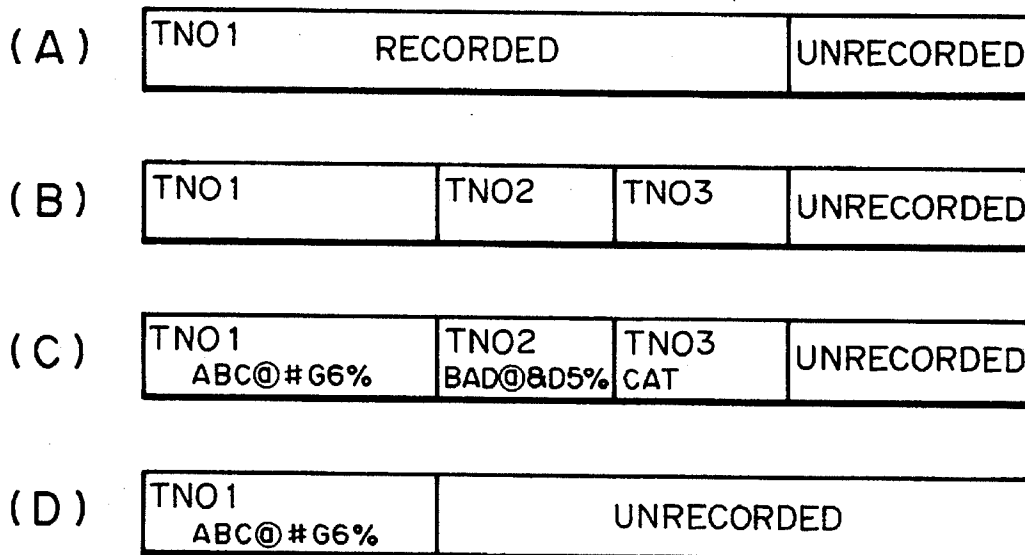 (A) TNO1 RECORDED UNRECORDED
(B) TNO1 TNO2 TNO3 UNRECORDED
(C) TNO1 TNO2 TNO3 UNRECORDED
ABC@#G6% BAD@&D5% CAT
(D) TNO1 UNRECORDED
ABC@#G6%